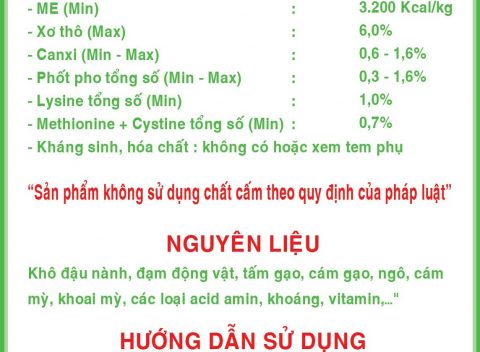 - ME (Min) : 3.200 Kcal/kg
- Xơ thô (Max) : 6,0%
- Canxi (Min - Max) : 0,6 - 1,6%
- Phốt pho tổng số (Min - Max) : 0,3 - 1,6%
- Lysine tổng số (Min) : 1,0%
- Methionine + Cystine tổng số (Min) : 0,7%
- Kháng sinh, hóa chất : không có hoặc xem tem phụ
“Sản phẩm không sử dụng chất cấm theo quy định của pháp luật”
NGUYÊN LIỆU
Khô đậu nành, đạm động vật, tấm gạo, cám gạo, ngô, cám
mỳ, khoai mỳ, các loại acid amin, khoáng, vitamin,..."
HƯỚNG DẪN SỬ DỤNG